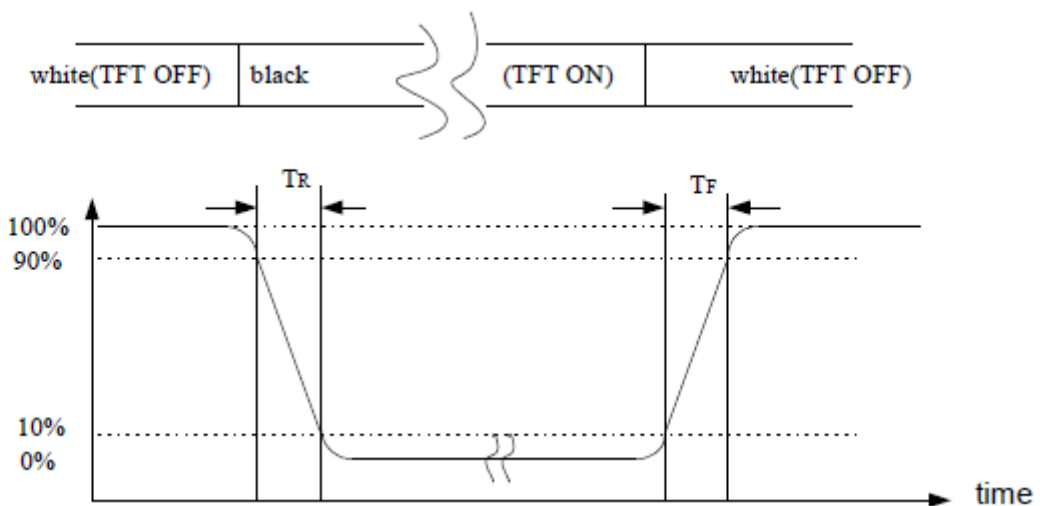 white(TFT OFF) black (TFT ON) white(TFT OFF)
TR TF
100%
90%
10%
0%
time